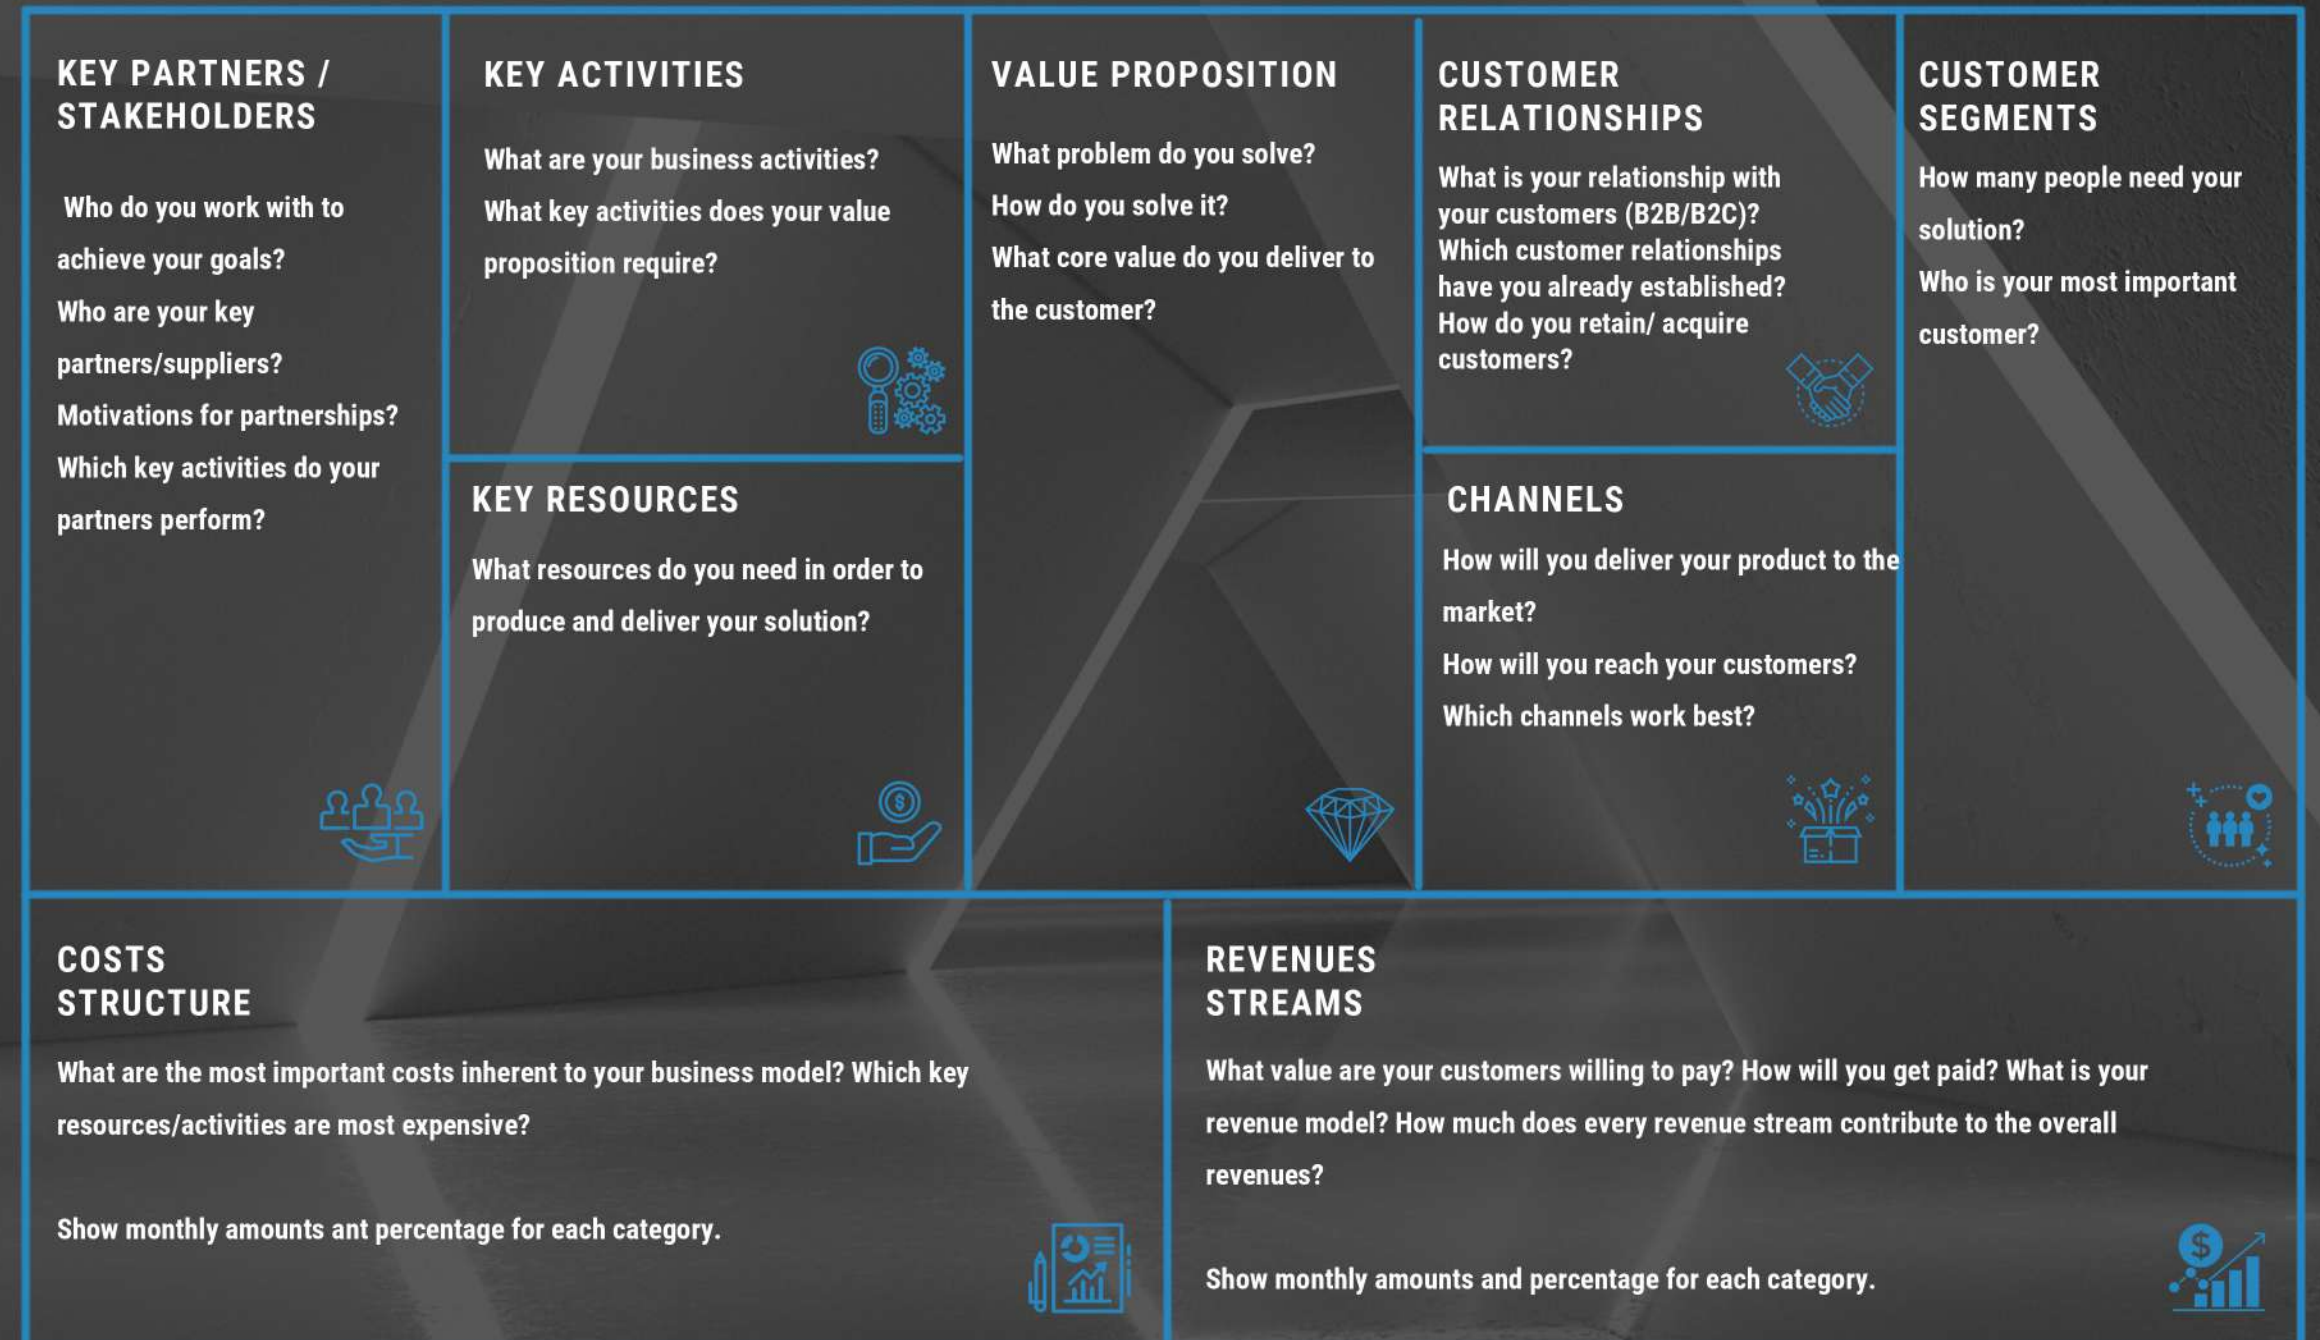 KEY PARTNERS /
STAKEHOLDERS
Who do you work with to
achieve your goals?
Who are your key
partners/suppliers?
Motivations for partnerships?
Which key activities do your
partners perform?
KEY ACTIVITIES
What are your business activities?
What key activities does your value
proposition require?
KEY RESOURCES
What resources do you need in order to
produce and deliver your solution?
$
VALUE PROPOSITION
What problem do you solve?
How do you solve it?
What core value do you deliver to
the customer?
CUSTOMER
RELATIONSHIPS
What is your relationship with
your customers (B2B/B2C)?
Which customer relationships
have you already established?
How do you retain/ acquire
customers?
CHANNELS
How will you deliver your product to the
market?
How will you reach your customers?
Which channels work best?
CUSTOMER
SEGMENTS
How many people need your
solution?
Who is your most important
customer?
COSTS
STRUCTURE
What are the most important costs inherent to your business model? Which key
resources/activities are most expensive?
Show monthly amounts ant percentage for each category.
REVENUES
STREAMS
What value are your customers willing to pay? How will you get paid? What is your
revenue model? How much does every revenue stream contribute to the overall
revenues?
Show monthly amounts and percentage for each category.
$